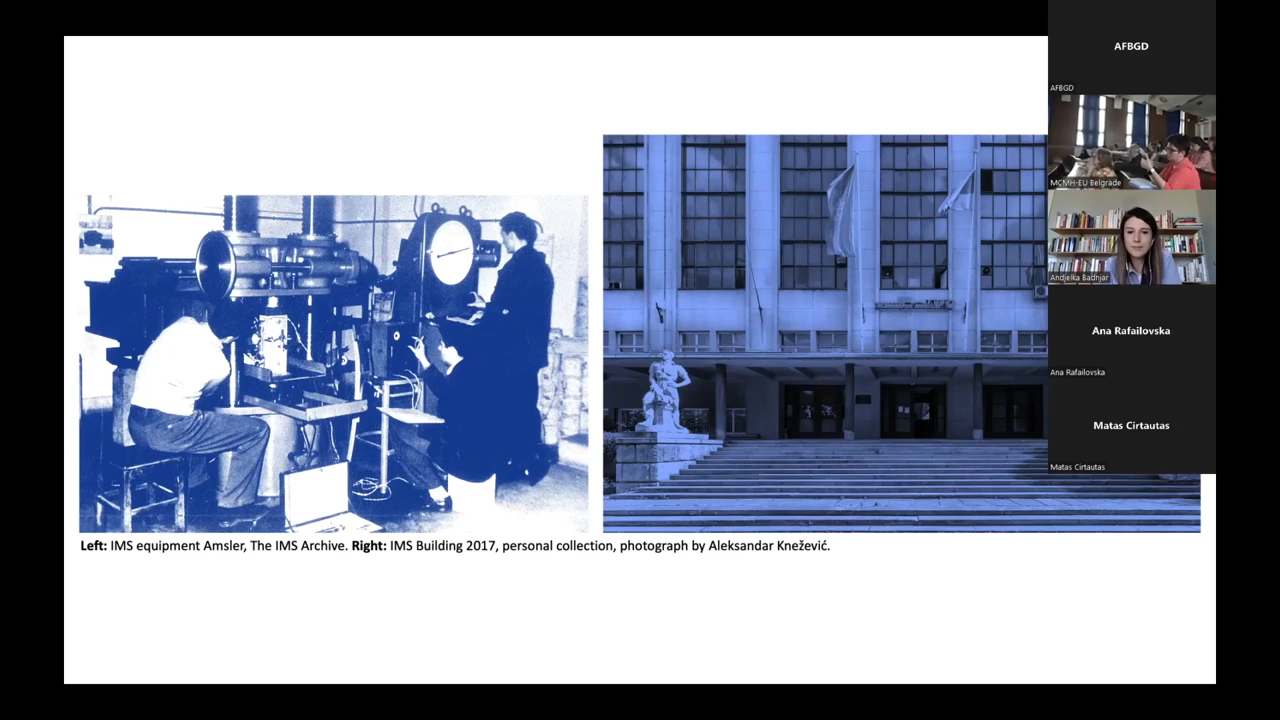 AFBGD
AFBGD
MCMH-EU Belgrade
Andjelka Badnjar
Ana Rafailovska
Ana Rafailovska
Matas Cirtautas
Matas Cirtautas
Left: IMS equipment Amsler, The IMS Archive. Right: IMS Building 2017, personal collection, photograph by Aleksandar Knežević.